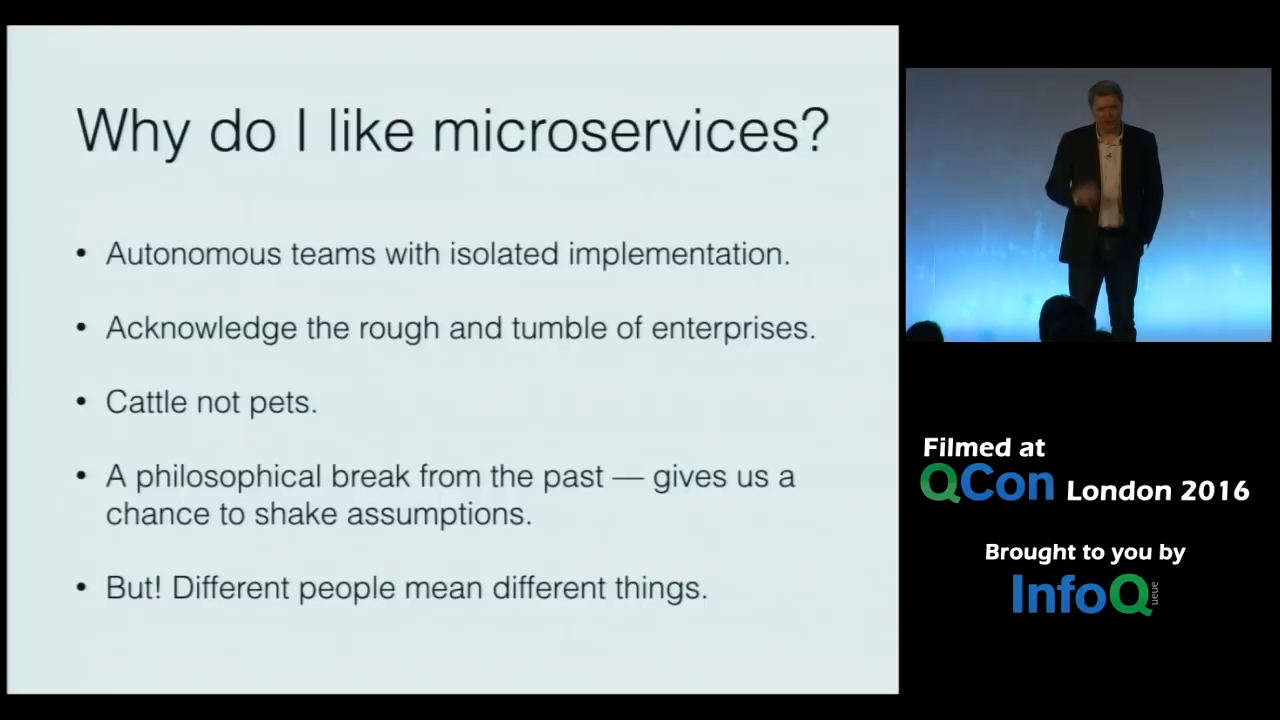 Why do I like microservices?
• Autonomous teams with isolated implementation.
• Acknowledge the rough and tumble of enterprises.
• Cattle not pets.
• A philosophical break from the past — gives us a
chance to shake assumptions.
• But! Different people mean different things.
Filmed at
QCon London 2016
Brought to you by
InfoQ
ueue